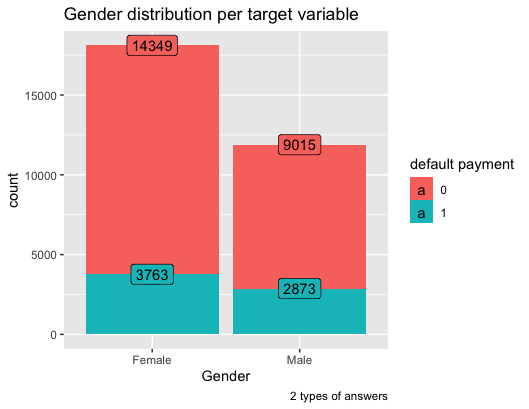 Gender distribution per target variable
count
15000
10000
5000
0
14349
9015
3763
2873
Female
Male
Gender
default payment
a 0
a 1
2 types of answers